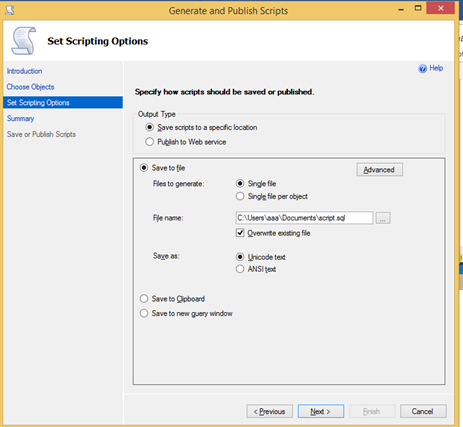 Generate and Publish Scripts
Set Scripting Options
Help
Introduction
Choose Objects
Set Scripting Options
Summary
Save or Publish Scripts
Specify how scripts should be saved or published.
Output Type
Save scripts to a specific location
Publish to Web service
Save to file
Advanced
Files to generate:
Single file
Single file per object
File name:
C:\Users\aaa\Documents\script.sql
...
Overwrite existing file
Save as:
Unicode text
ANSI text
Save to Clipboard
Save to new query window
< Previous
Next >
Finish
Cancel